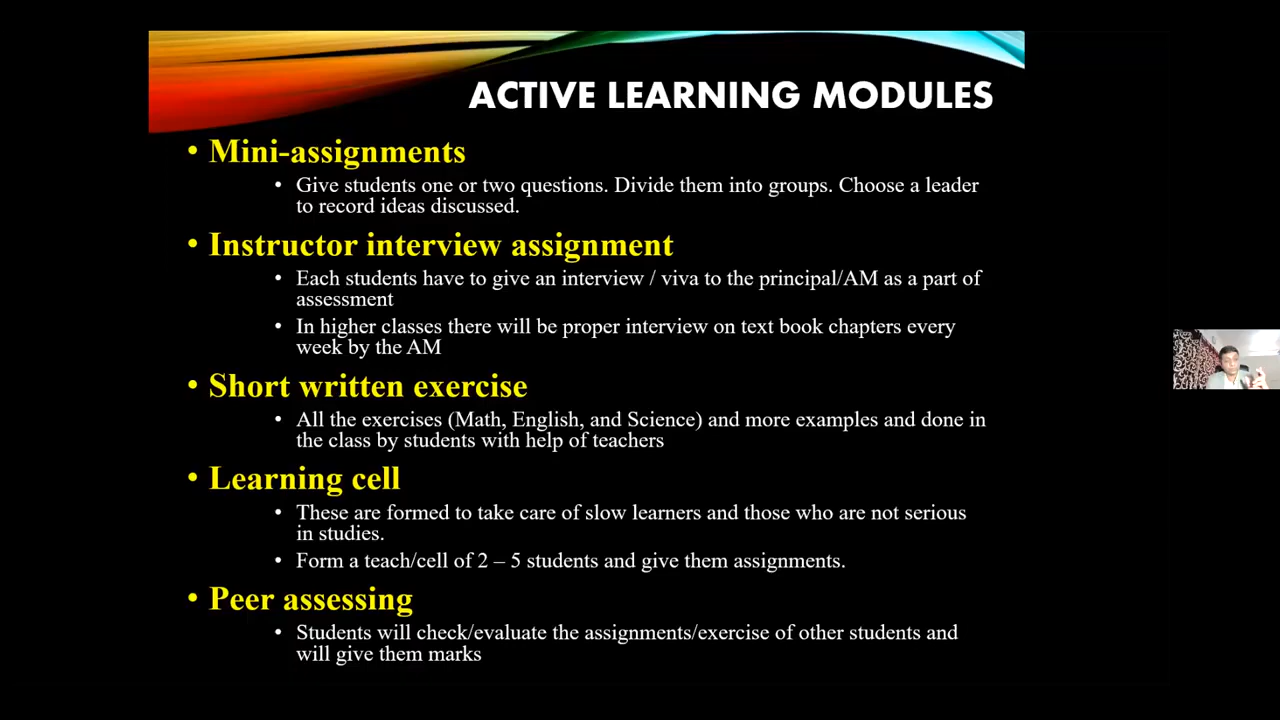 ACTIVE LEARNING MODULES
• Mini-assignments
• Give students one or two questions. Divide them into groups. Choose a leader
to record ideas discussed.
• Instructor interview assignment
• Each students have to give an interview / viva to the principal/AM as a part of
assessment
• In higher classes there will be proper interview on text book chapters every
week by the AM
• Short written exercise
• All the exercises (Math, English, and Science) and more examples and done in
the class by students with help of teachers
• Learning cell
• These are formed to take care of slow learners and those who are not serious
in studies.
• Form a teach/cell of 2 – 5 students and give them assignments.
• Peer assessing
• Students will check/evaluate the assignments/exercise of other students and
will give them marks